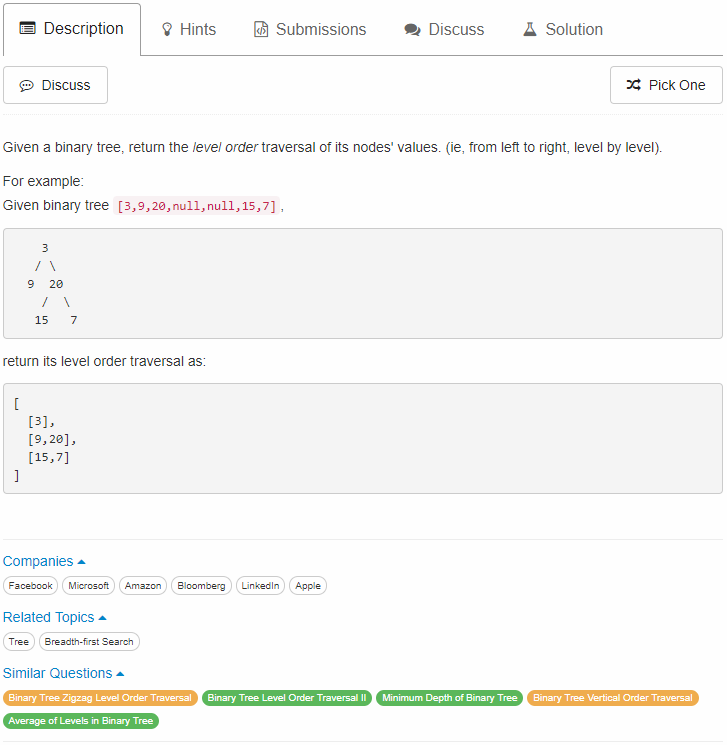 Description Hints Submissions Discuss Solution
Discuss Pick One
Given a binary tree, return the level order traversal of its nodes' values. (ie, from left to right, level by level).
For example:
Given binary tree [3,9,20,null,null,15,7],
3
/ \
9 20
/ \
15 7
return its level order traversal as:
[
[3],
[9,20],
[15,7]
]
Companies
Facebook Microsoft Amazon Bloomberg LinkedIn Apple
Related Topics
Tree Breadth-first Search
Similar Questions
Binary Tree Zigzag Level Order Traversal Binary Tree Level Order Traversal II Minimum Depth of Binary Tree Binary Tree Vertical Order Traversal
Average of Levels in Binary Tree